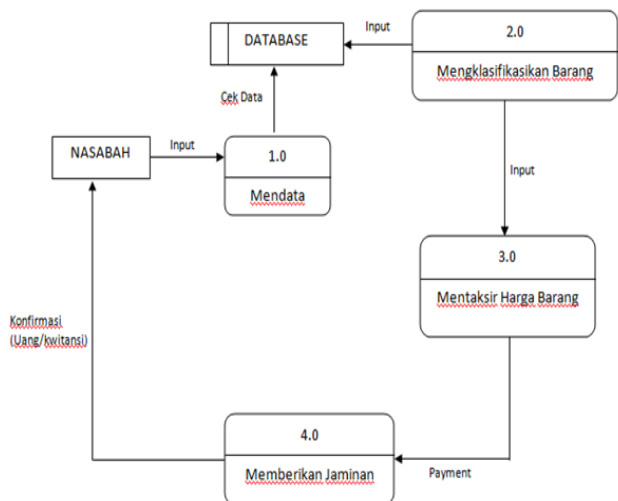 DATABASE
Input
2.0
Mengklasifikasikan Barang
Cek Data
NASABAH
Input
1.0
Mendata
Input
3.0
Mentaksir Harga Barang
Konfirmasi
(Uang/kwitansi)
4.0
Memberikan Jaminan
Payment